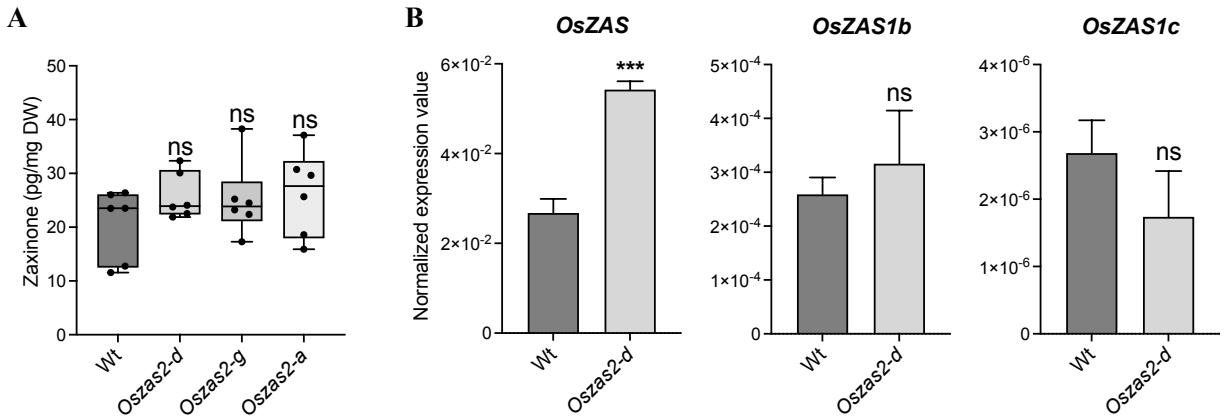 A
Zaxinone (pg/mg DW)
50
40
30
20
10
0
ns
ns
ns
Wt
Oszas2-d
Oszas2-g
Oszas2-a
B
Normalized expression value
OsZAS
6×10⁻²
4×10⁻²
2×10⁻²
0
***
Wt
Oszas2-d
OsZAS1b
5×10⁻⁴
4×10⁻⁴
3×10⁻⁴
2×10⁻⁴
1×10⁻⁴
0
ns
Wt
Oszas2-d
OsZAS1c
4×10⁻⁶
3×10⁻⁶
2×10⁻⁶
1×10⁻⁶
0
ns
Wt
Oszas2-d